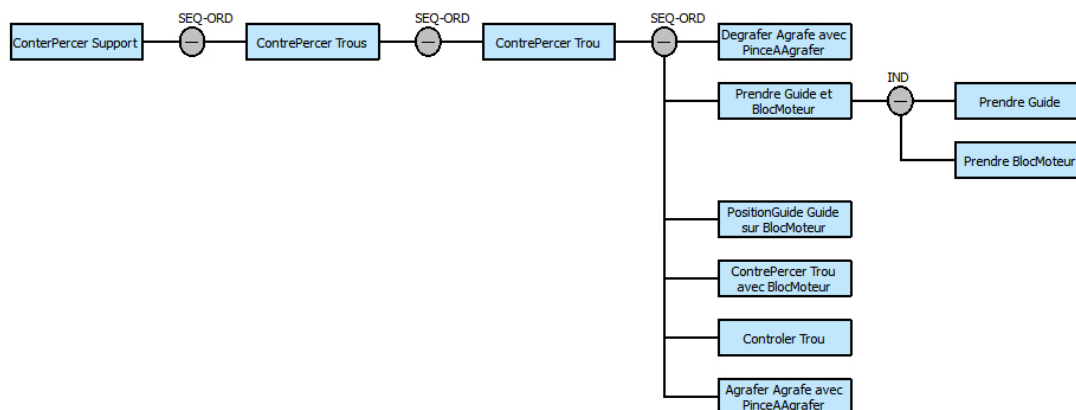 SEQ-ORD
SEQ-ORD
SEQ-ORD
ConterPercer Support
ContrePercer Trous
ContrePercer Trou
Degrafer Agrafe avec
PinceAAgrafer
Prendre Guide et
BlocMoteur
IND
Prendre Guide
Prendre BlocMoteur
PositionGuide Guide
sur BlocMoteur
ContrePercer Trou
avec BlocMoteur
Controler Trou
Agrafer Agrafe avec
PinceAAgrafer